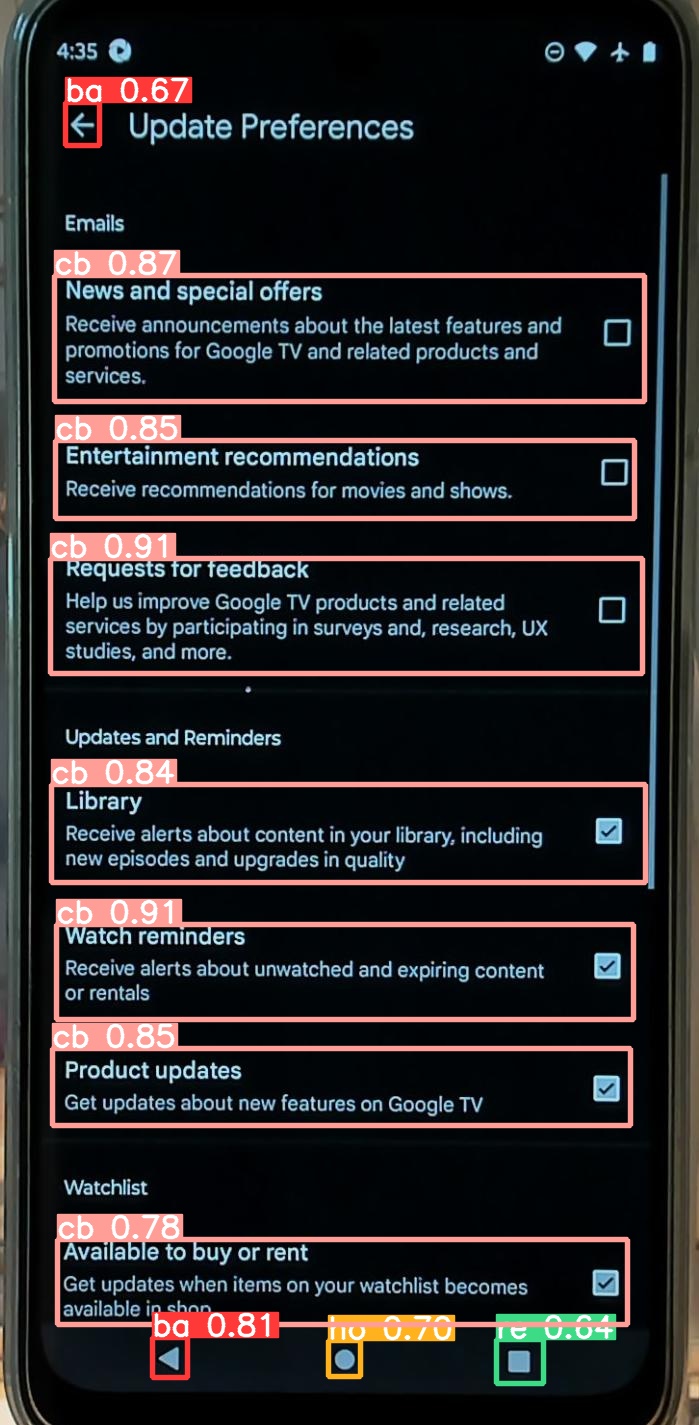 4:35
ba 0.67
Update Preferences
Emails
cb 0.87
News and special offers
Receive announcements about the latest features and
promotions for Google TV and related products and
services.
cb 0.85
Entertainment recommendations
Receive recommendations for movies and shows.
cb 0.91
Requests for feedback
Help us improve Google TV products and related
services by participating in surveys and, research, UX
studies, and more.
Updates and Reminders
cb 0.84
Library
Receive alerts about content in your library, including
new episodes and upgrades in quality
cb 0.91
Watch reminders
Receive alerts about unwatched and expiring content
or rentals
cb 0.85
Product updates
Get updates about new features on Google TV
Watchlist
cb 0.78
Available to buy or rent
Get updates when items on your watchlist becomes
available in shop
ba 0.81
ho 0.70
re 0.64